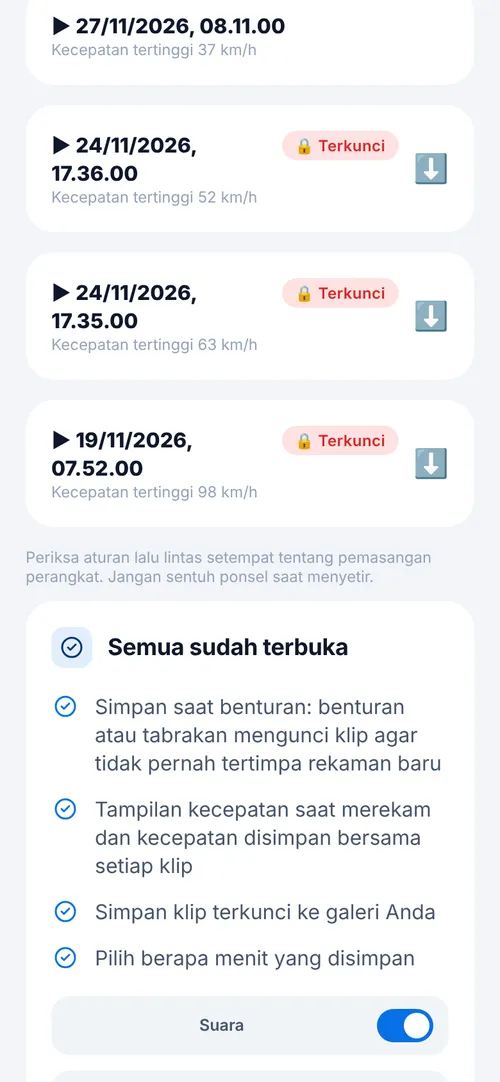 ▶ 27/11/2026, 08.11.00
Kecepatan tertinggi 37 km/h
▶ 24/11/2026,
17.36.00
🔒 Terkunci
Kecepatan tertinggi 52 km/h
▶ 24/11/2026,
17.35.00
🔒 Terkunci
Kecepatan tertinggi 63 km/h
▶ 19/11/2026,
07.52.00
🔒 Terkunci
Kecepatan tertinggi 98 km/h
Periksa aturan lalu lintas setempat tentang pemasangan
perangkat. Jangan sentuh ponsel saat menyetir.
Semua sudah terbuka
Simpan saat benturan: benturan
atau tabrakan mengunci klip agar
tidak pernah tertimpa rekaman baru
Tampilan kecepatan saat merekam
dan kecepatan disimpan bersama
setiap klip
Simpan klip terkunci ke galeri Anda
Pilih berapa menit yang disimpan
Suara